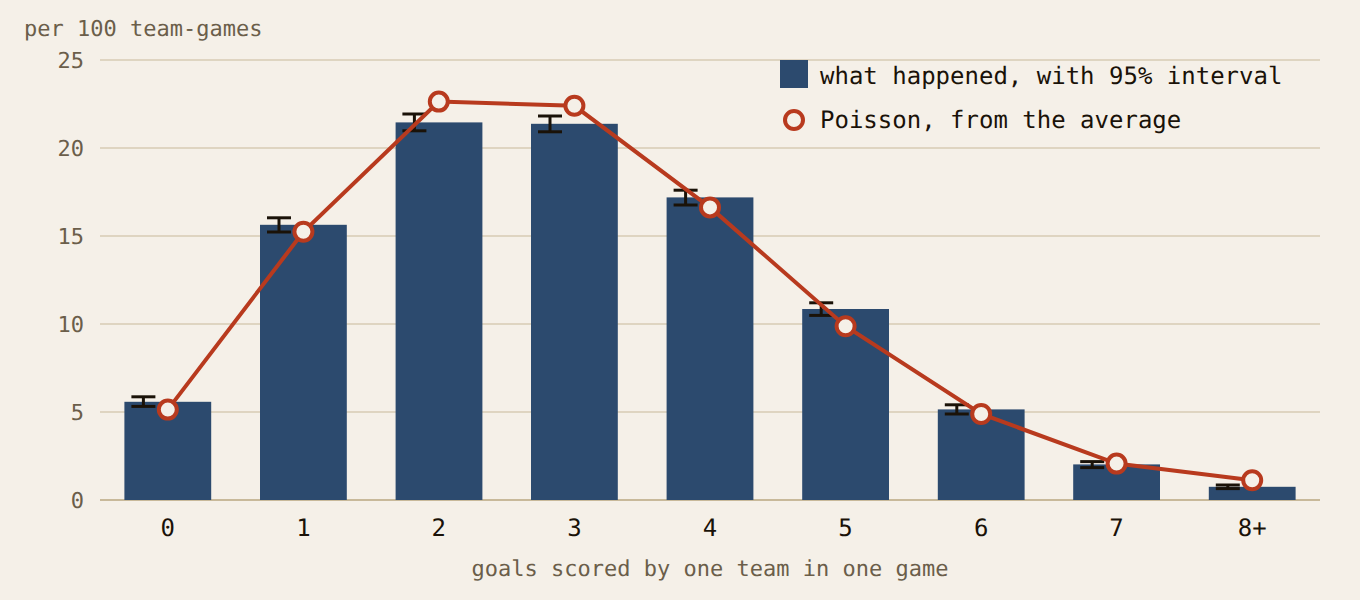 per 100 team-games
25
what happened, with 95% interval
Poisson, from the average
20
15
10
5
0
0 1 2 3 4 5 6 7 8+
goals scored by one team in one game